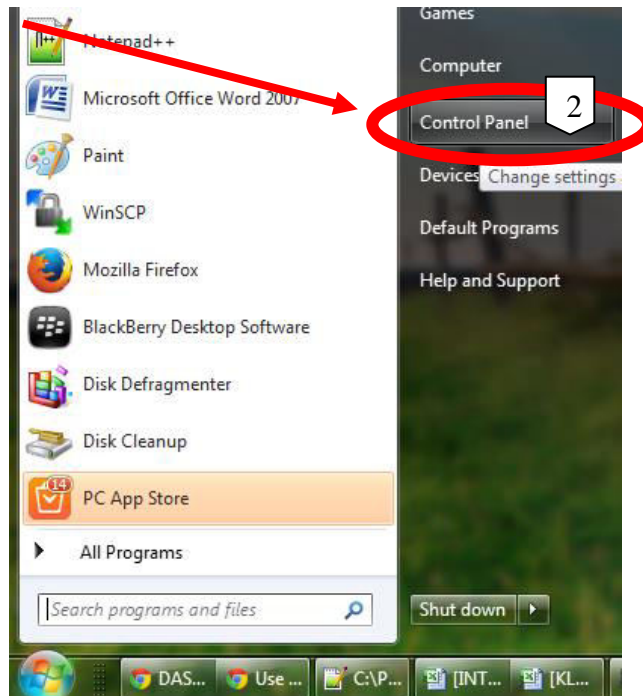 Notepad++
Microsoft Office Word 2007
Paint
WinSCP
Mozilla Firefox
BlackBerry Desktop Software
Disk Defragmenter
Disk Cleanup
14
PC App Store
All Programs
Search programs and files
Games
Computer
Control Panel
2
Devices
Change settings
Default Programs
Help and Support
Shut down
DAS...
Use ...
C:\P...
[INT...
[KL...